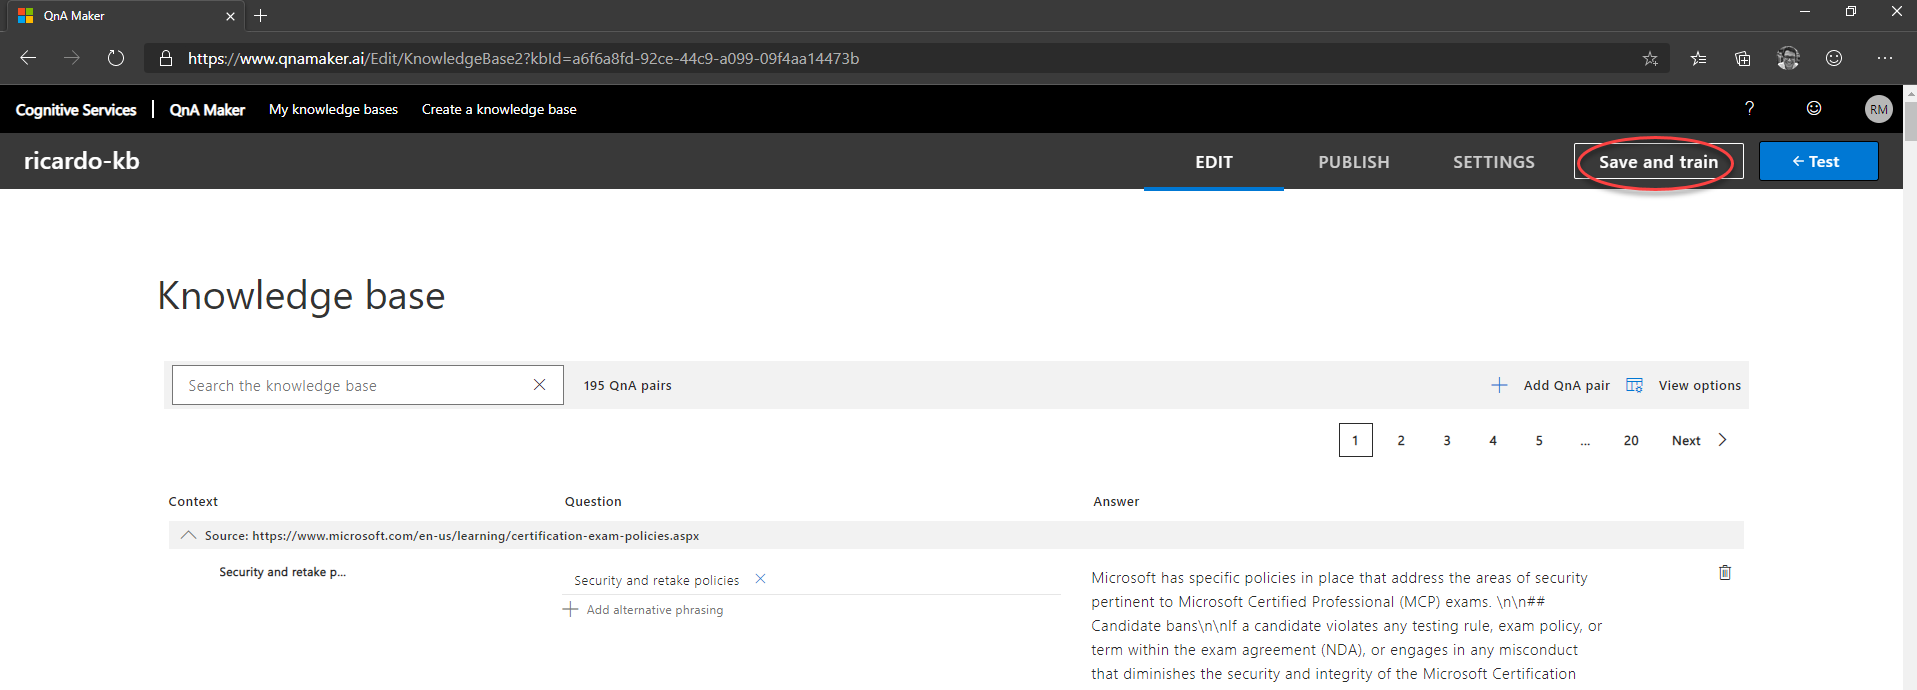 QnA Maker
https://www.qnamaker.ai/Edit/KnowledgeBase2?kbId=a6f6a8fd-92ce-44c9-a099-09f4aa14473b
Cognitive Services | QnA Maker My knowledge bases Create a knowledge base ? RM
ricardo-kb EDIT PUBLISH SETTINGS Save and train ← Test
Knowledge base
Search the knowledge base 195 QnA pairs Add QnA pair View options
1 2 3 4 5 ... 20 Next
Context Question Answer
Source: https://www.microsoft.com/en-us/learning/certification-exam-policies.aspx
Security and retake p...
Security and retake policies
Add alternative phrasing
Microsoft has specific policies in place that address the areas of security
pertinent to Microsoft Certified Professional (MCP) exams. \n\n##
Candidate bans\n\nIf a candidate violates any testing rule, exam policy, or
term within the exam agreement (NDA), or engages in any misconduct
that diminishes the security and integrity of the Microsoft Certification